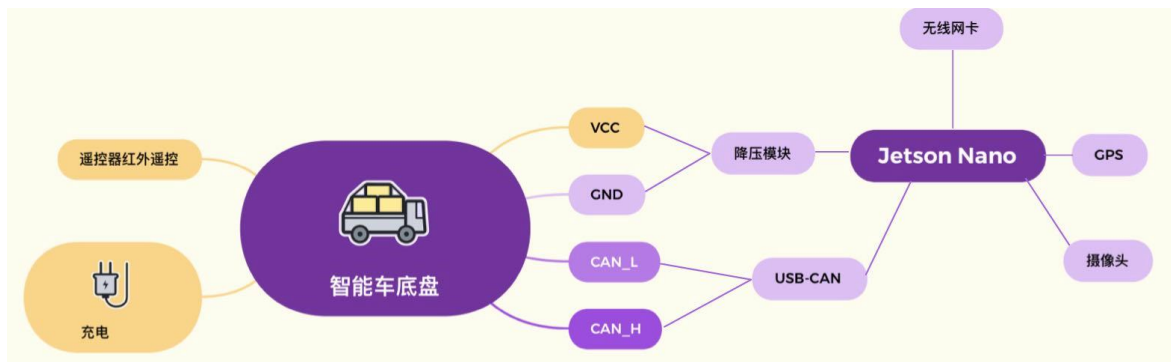 无线网卡
VCC
遥控器红外遥控
降压模块
Jetson Nano
GPS
GND
CAN_L
摄像头
智能车底盘
USB-CAN
充电
CAN_H